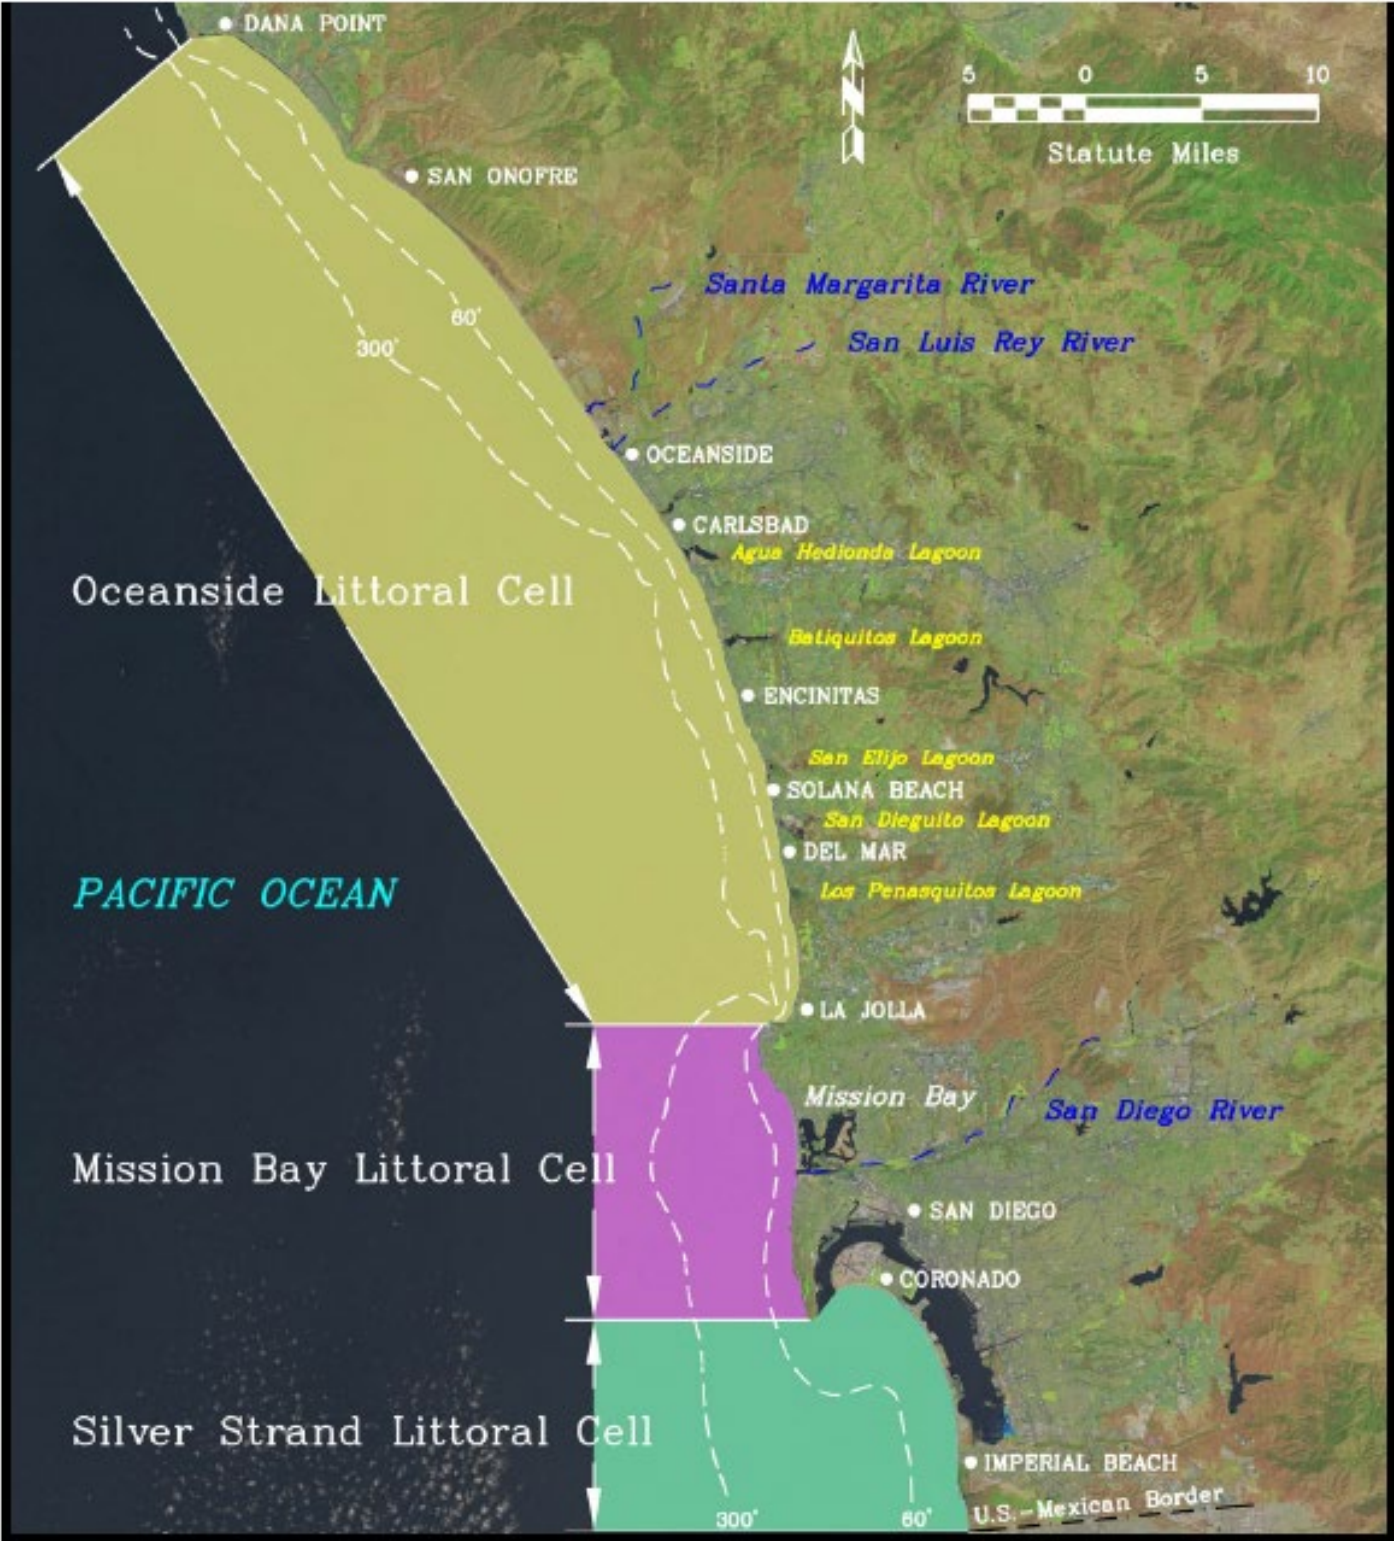 DANA POINT
5 0 5 10
N
Statute Miles
SAN ONOFRE
Santa Margarita River
60'
San Luis Rey River
300'
OCEANSIDE
CARLSBAD
Agua Hedionda Lagoon
Oceanside Littoral Cell
Batiquitos Lagoon
ENCINITAS
San Elijo Lagoon
SOLANA BEACH
San Dieguito Lagoon
DEL MAR
PACIFIC OCEAN
Los Penasquitos Lagoon
LA JOLLA
Mission Bay
San Diego River
Mission Bay Littoral Cell
SAN DIEGO
CORONADO
Silver Strand Littoral Cell
IMPERIAL BEACH
U.S.-Mexican Border
300' 60'